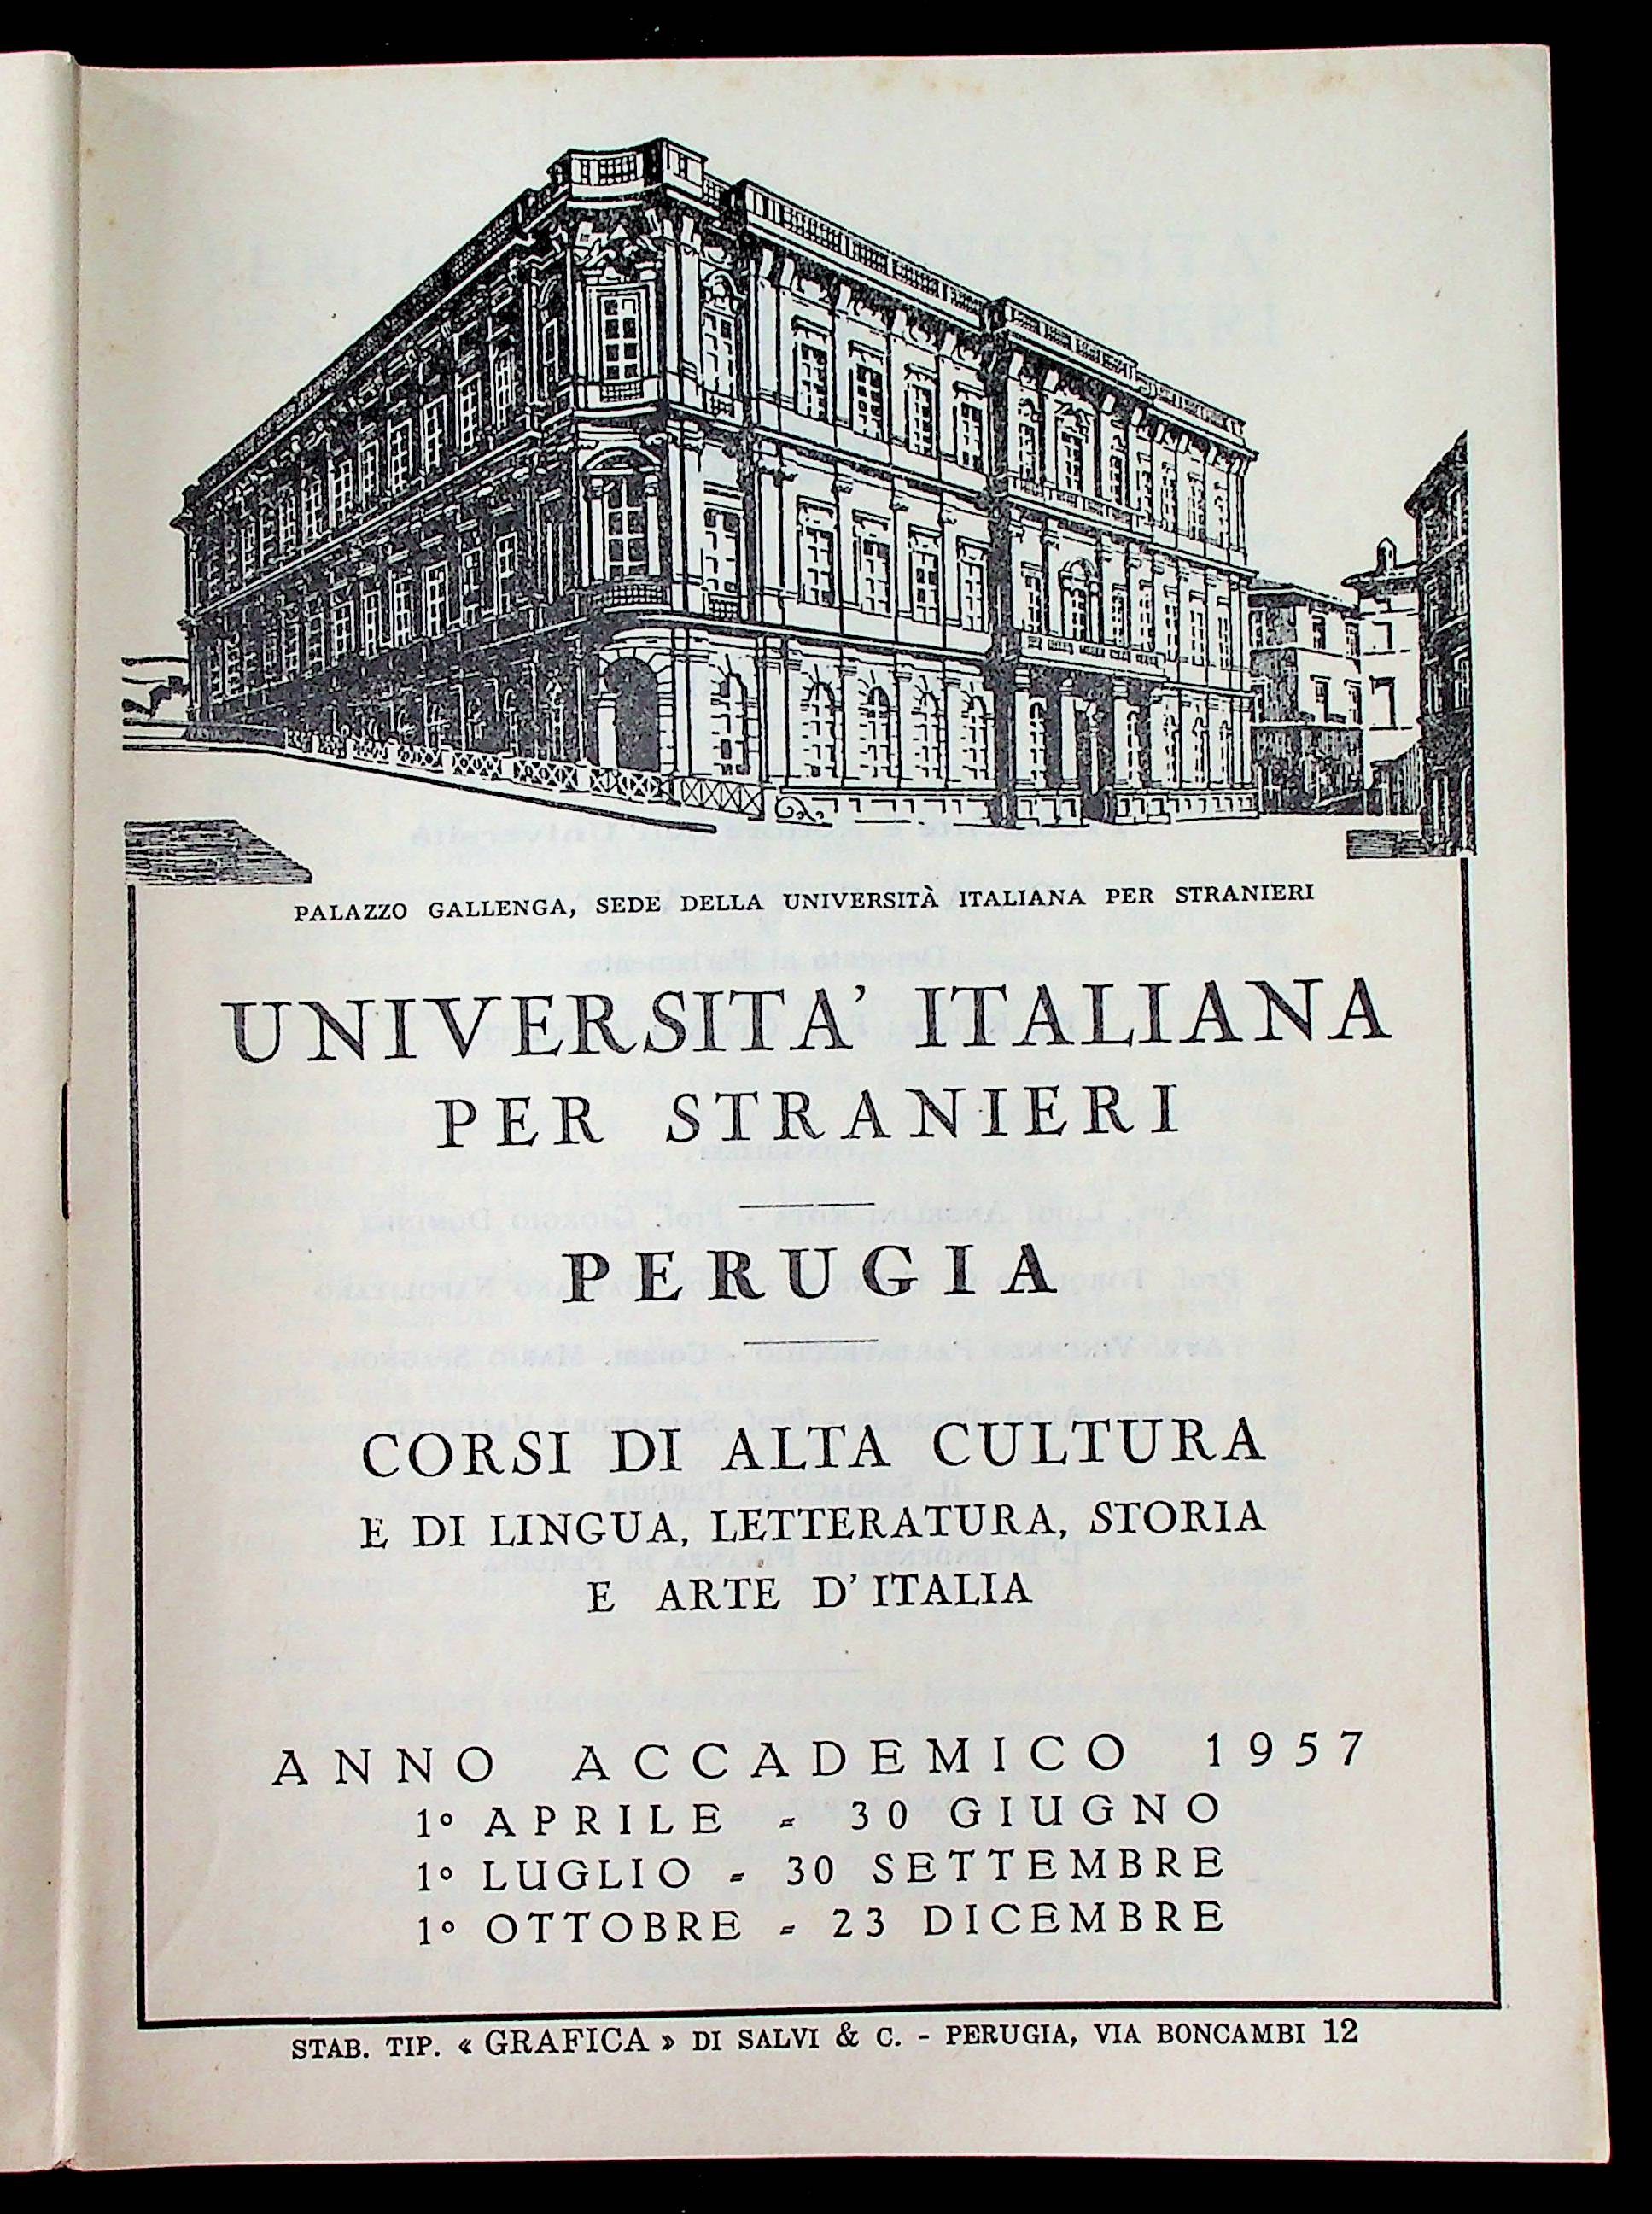 PALAZZO GALLENGA, SEDE DELLA UNIVERSITÀ ITALIANA PER STRANIERI
UNIVERSITA' ITALIANA
PER STRANIERI
PERUGIA
CORSI DI ALTA CULTURA
E DI LINGUA, LETTERATURA, STORIA
E ARTE D'ITALIA
ANNO ACCADEMICO 1957
1° APRILE - 30 GIUGNO
1° LUGLIO - 30 SETTEMBRE
1° OTTOBRE - 23 DICEMBRE
STAB. TIP. « GRAFICA » DI SALVI & C. - PERUGIA, VIA BONCAMBI 12